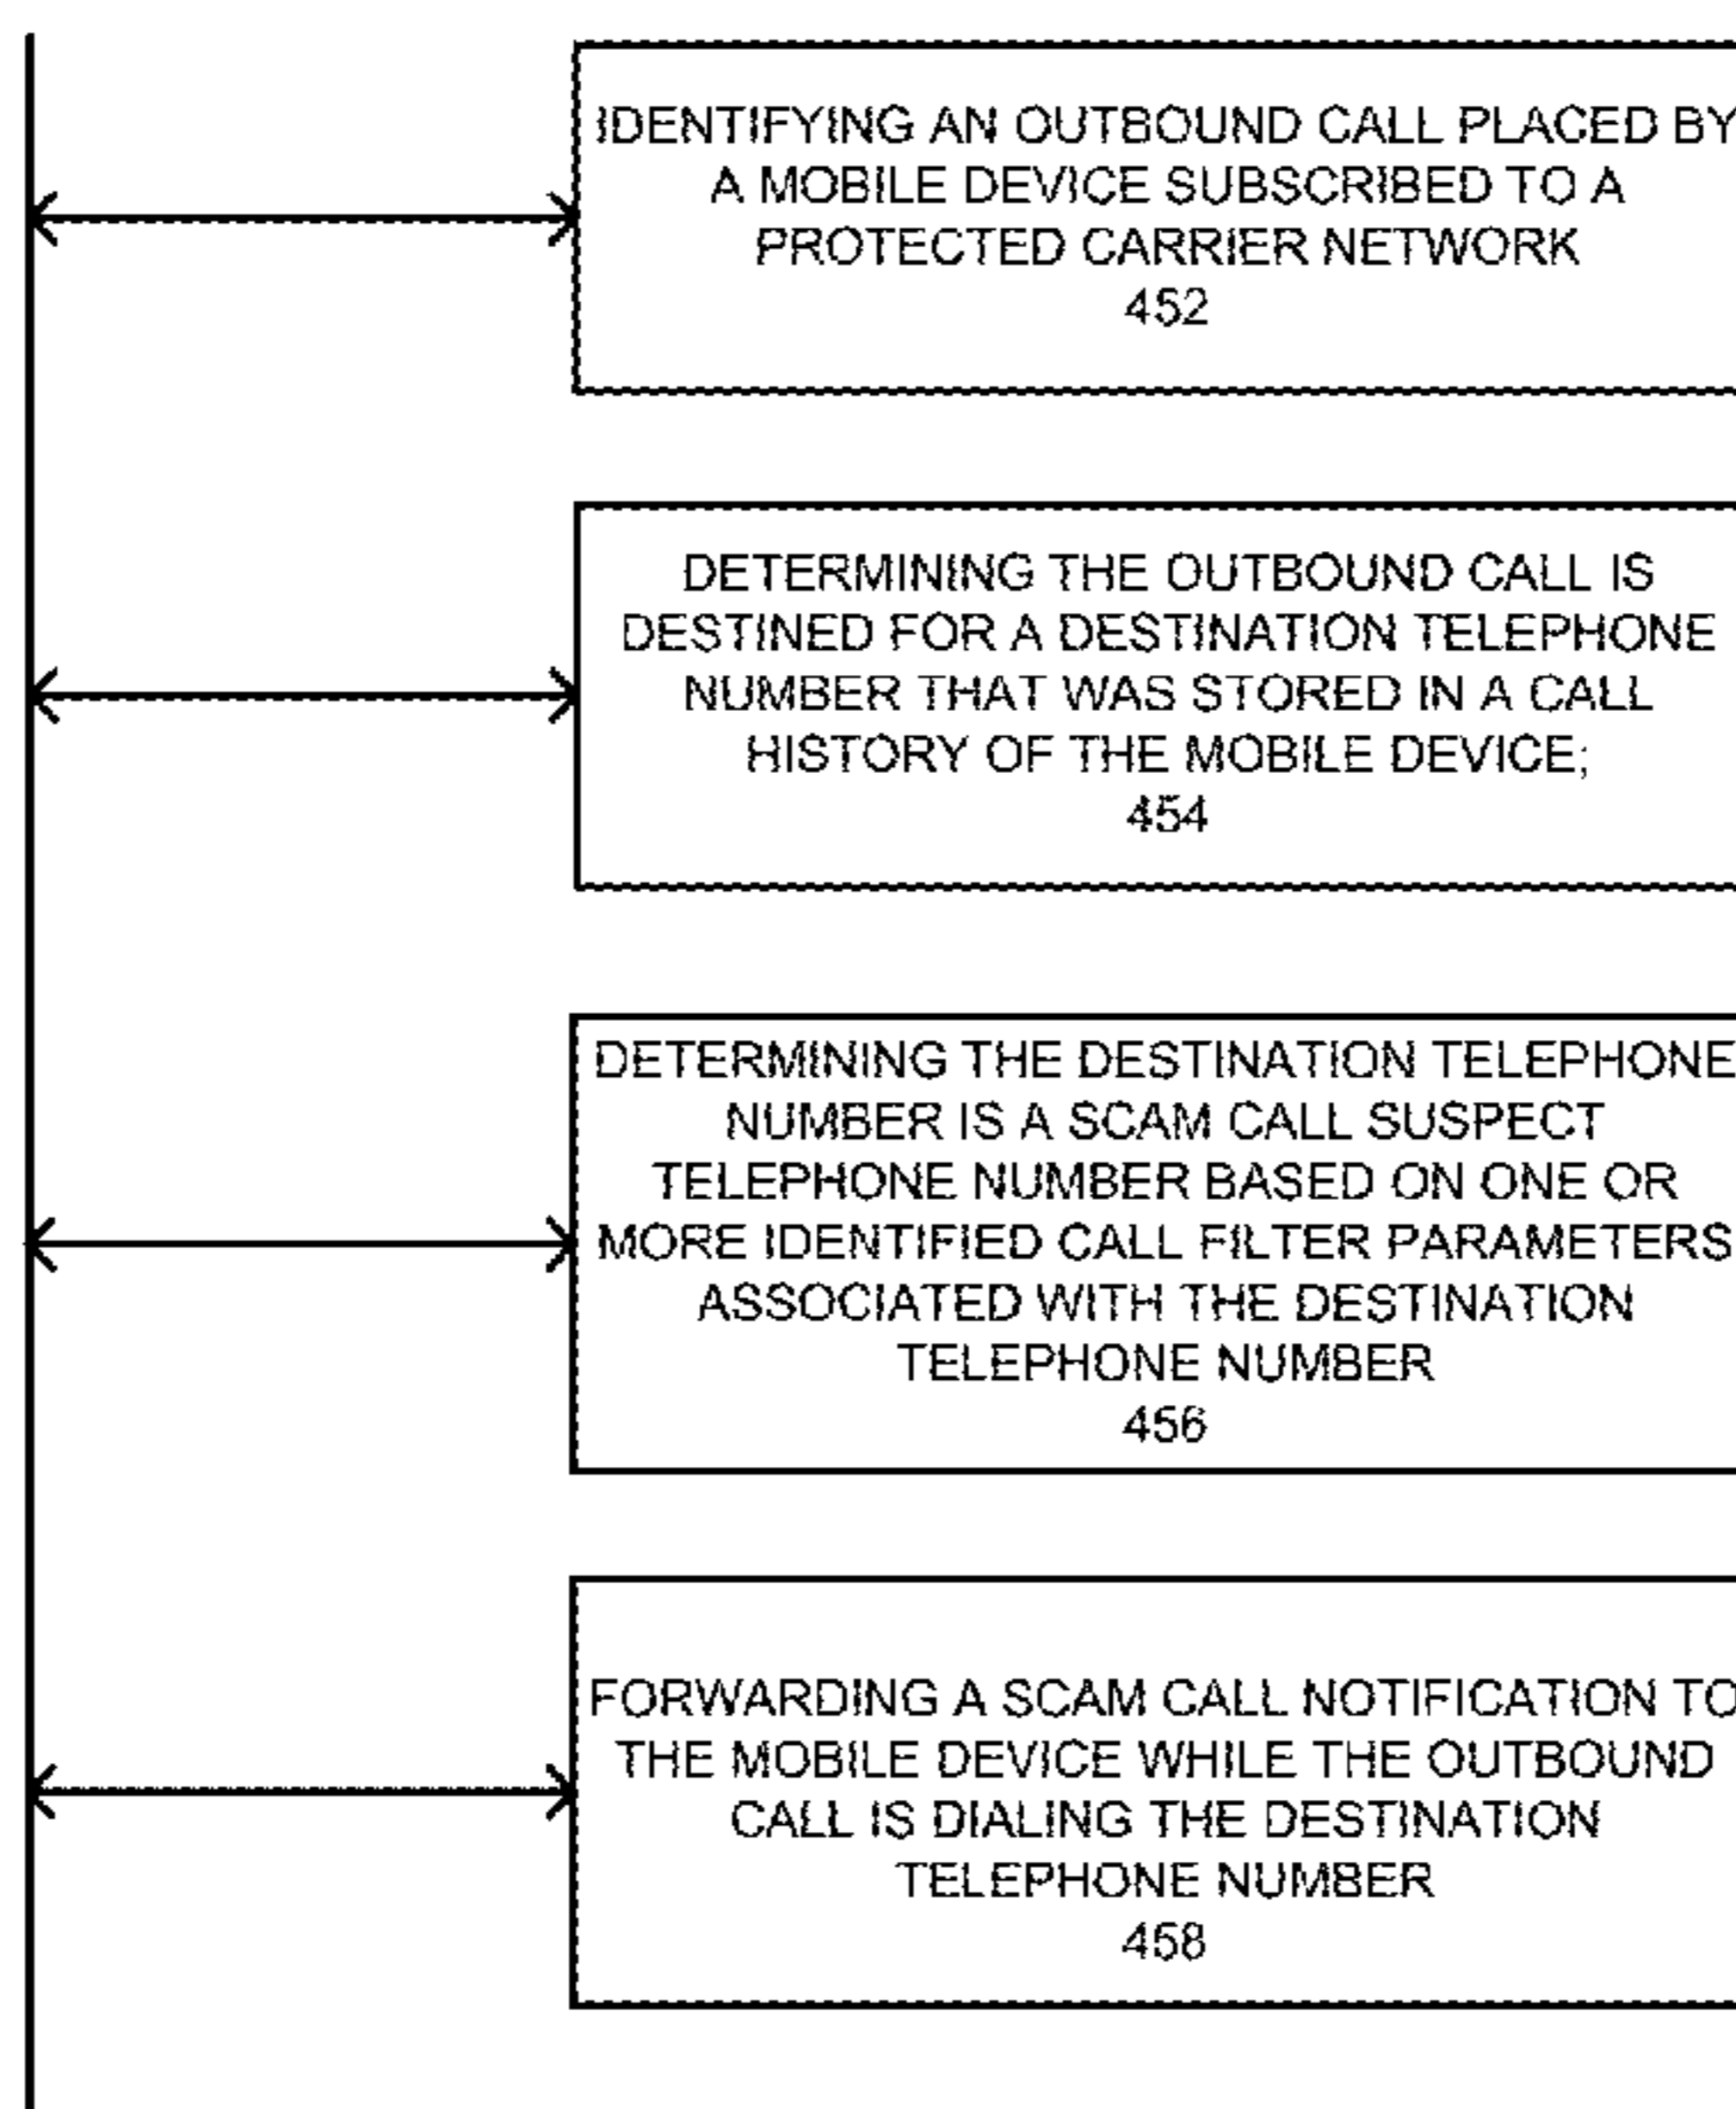 IDENTIFYING AN OUTBOUND CALL PLACED BY
A MOBILE DEVICE SUBSCRIBED TO A
PROTECTED CARRIER NETWORK
452
DETERMINING THE OUTBOUND CALL IS
DESTINED FOR A DESTINATION TELEPHONE
NUMBER THAT WAS STORED IN A CALL
HISTORY OF THE MOBILE DEVICE;
454
DETERMINING THE DESTINATION TELEPHONE
NUMBER IS A SCAM CALL SUSPECT
TELEPHONE NUMBER BASED ON ONE OR
MORE IDENTIFIED CALL FILTER PARAMETERS
ASSOCIATED WITH THE DESTINATION
TELEPHONE NUMBER
456
FORWARDING A SCAM CALL NOTIFICATION TO
THE MOBILE DEVICE WHILE THE OUTBOUND
CALL IS DIALING THE DESTINATION
TELEPHONE NUMBER
458